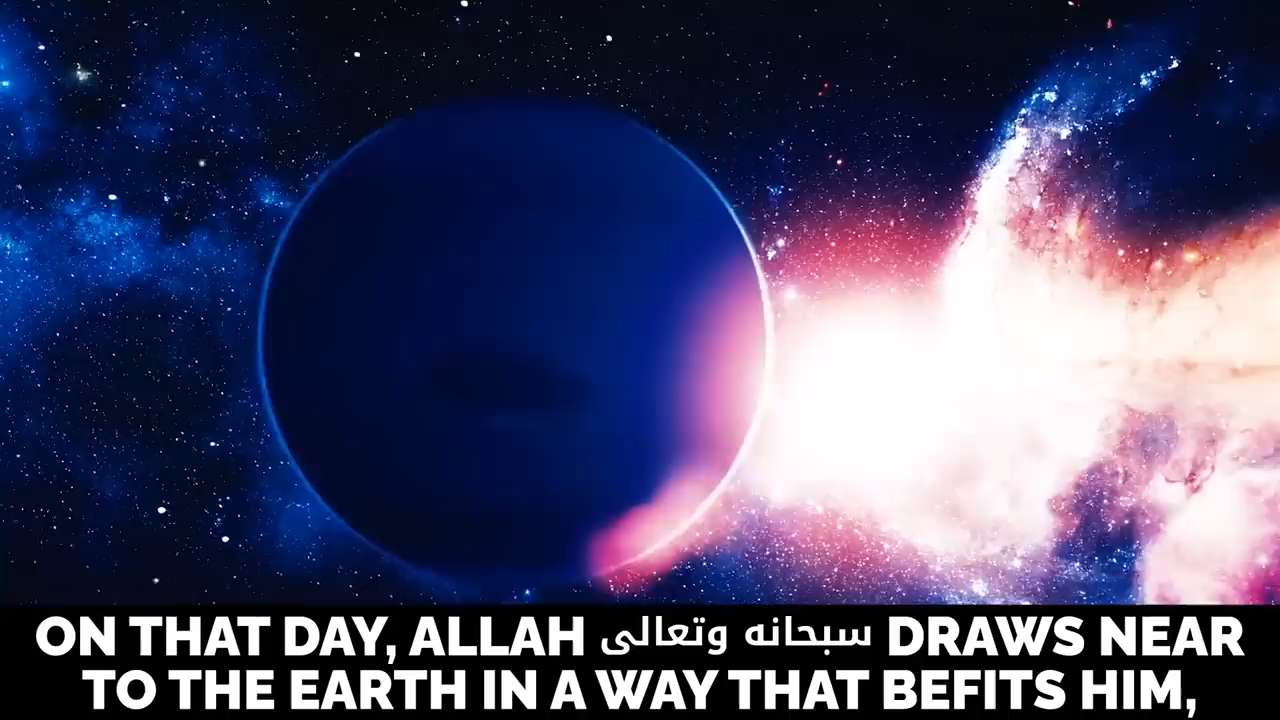 ON THAT DAY, ALLAH سبحانه وتعالى DRAWS NEAR
TO THE EARTH IN A WAY THAT BEFITS HIM,